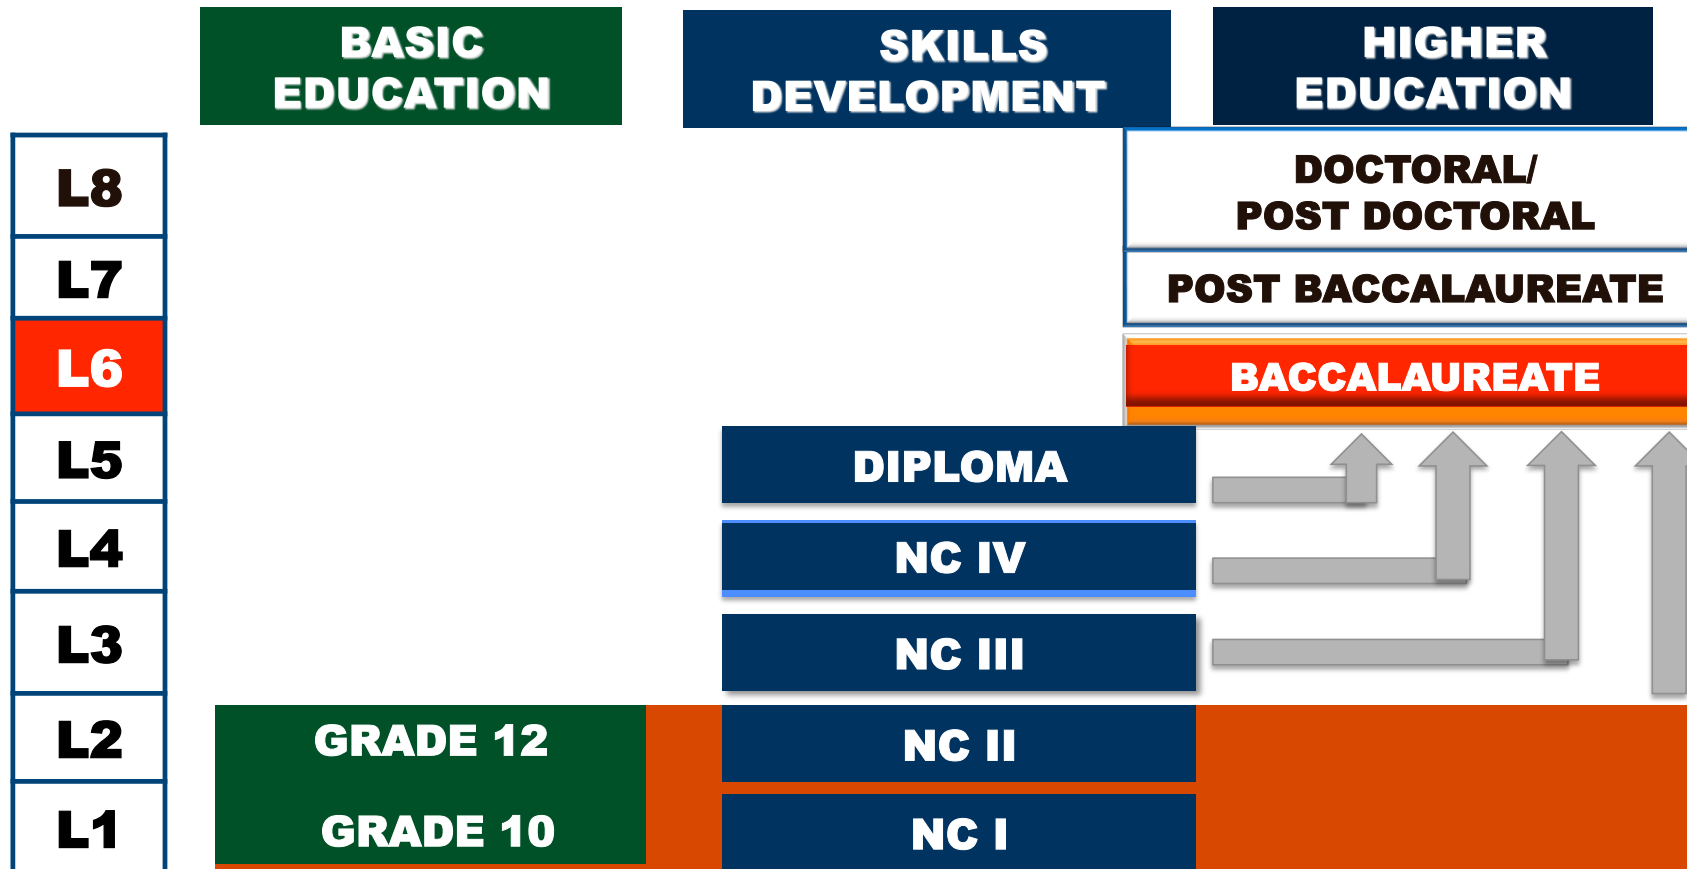 BASIC
EDUCATION
SKILLS
DEVELOPMENT
HIGHER
EDUCATION
L8
DOCTORAL/
POST DOCTORAL
L7
POST BACCALAUREATE
L6
BACCALAUREATE
L5
DIPLOMA
L4
NC IV
L3
NC III
L2
GRADE 12
NC II
L1
GRADE 10
NC I